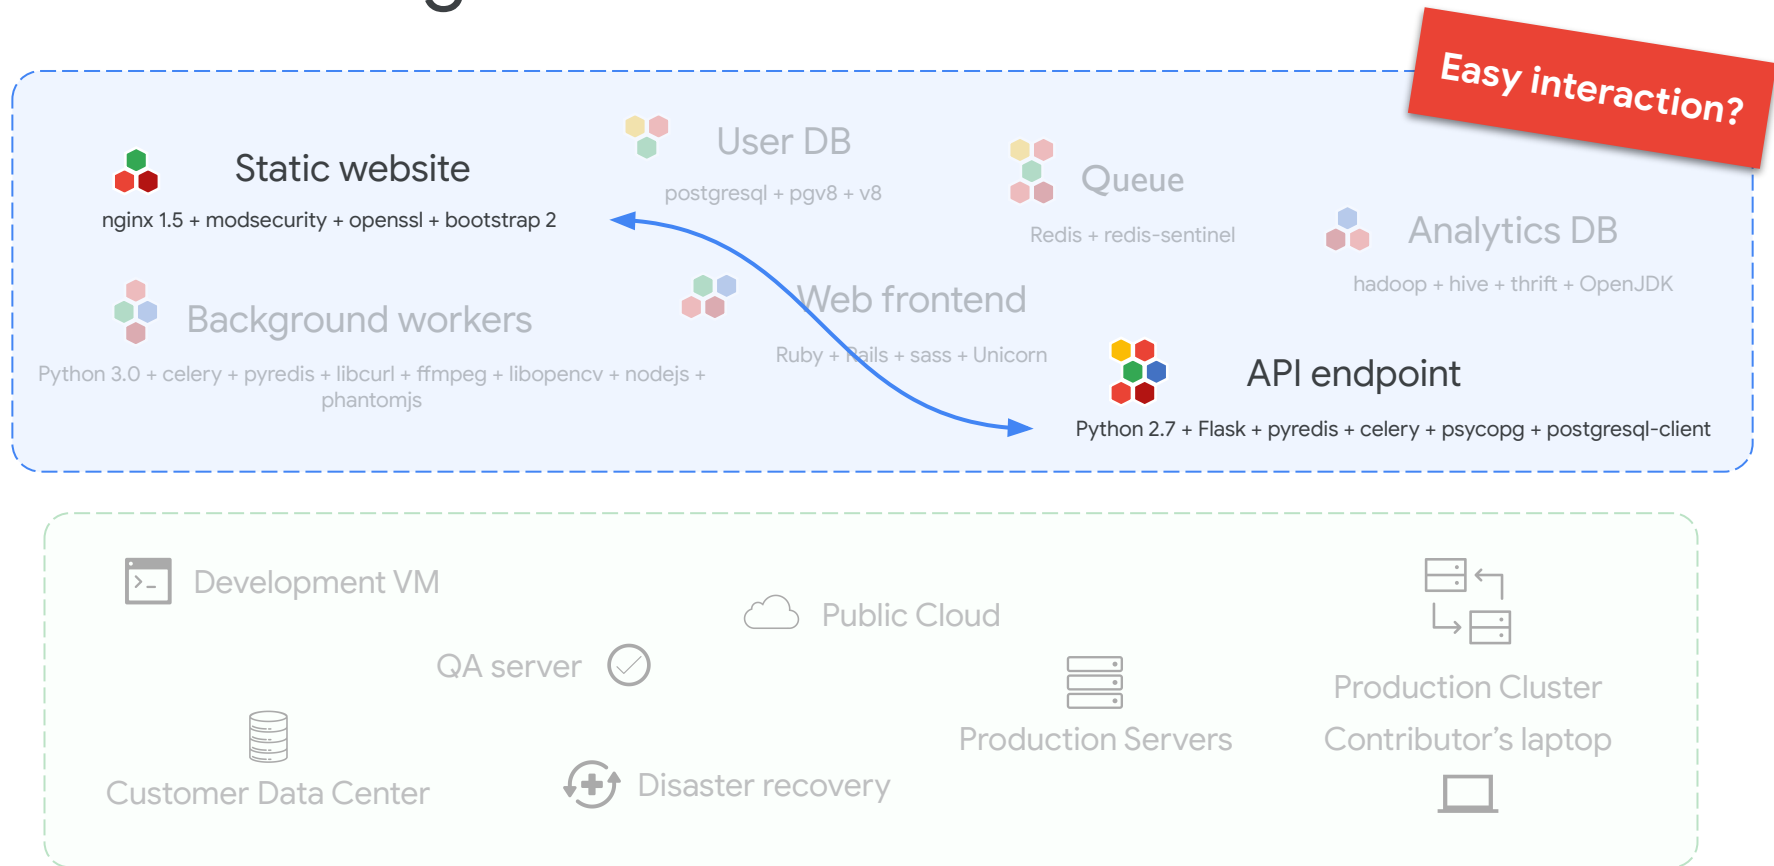 Easy interaction?
Static website
nginx 1.5 + modsecurity + openssl + bootstrap 2
User DB
postgresql + pgv8 + v8
Queue
Redis + redis-sentinel
Analytics DB
hadoop + hive + thrift + OpenJDK
Background workers
Python 3.0 + celery + pyredis + libcurl + ffmpeg + libopencv + nodejs +
phantomjs
Web frontend
Ruby + Rails + sass + Unicorn
API endpoint
Python 2.7 + Flask + pyredis + celery + psycopg + postgresql-client
Development VM
QA server
Public Cloud
Production Cluster
Customer Data Center
Disaster recovery
Production Servers
Contributor's laptop